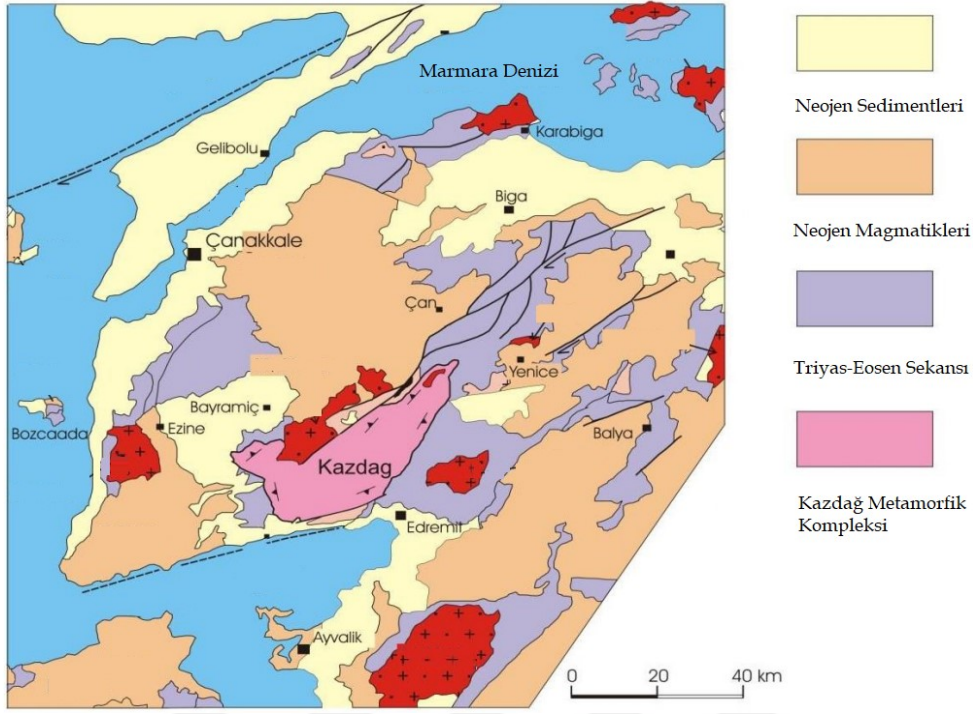 Marmara Denizi
Gelibolu
Karabiga
Biga
Çanakkale
Çan
Yenice
Bayramiç
Ezine
Bozcaada
Balya
Kazdag
Edremit
Ayvalik
0 20 40 km
Neojen Sedimentleri
Neojen Magmatikleri
Triyas-Eosen Sekansı
Kazdağ Metamorfik
Kompleksi